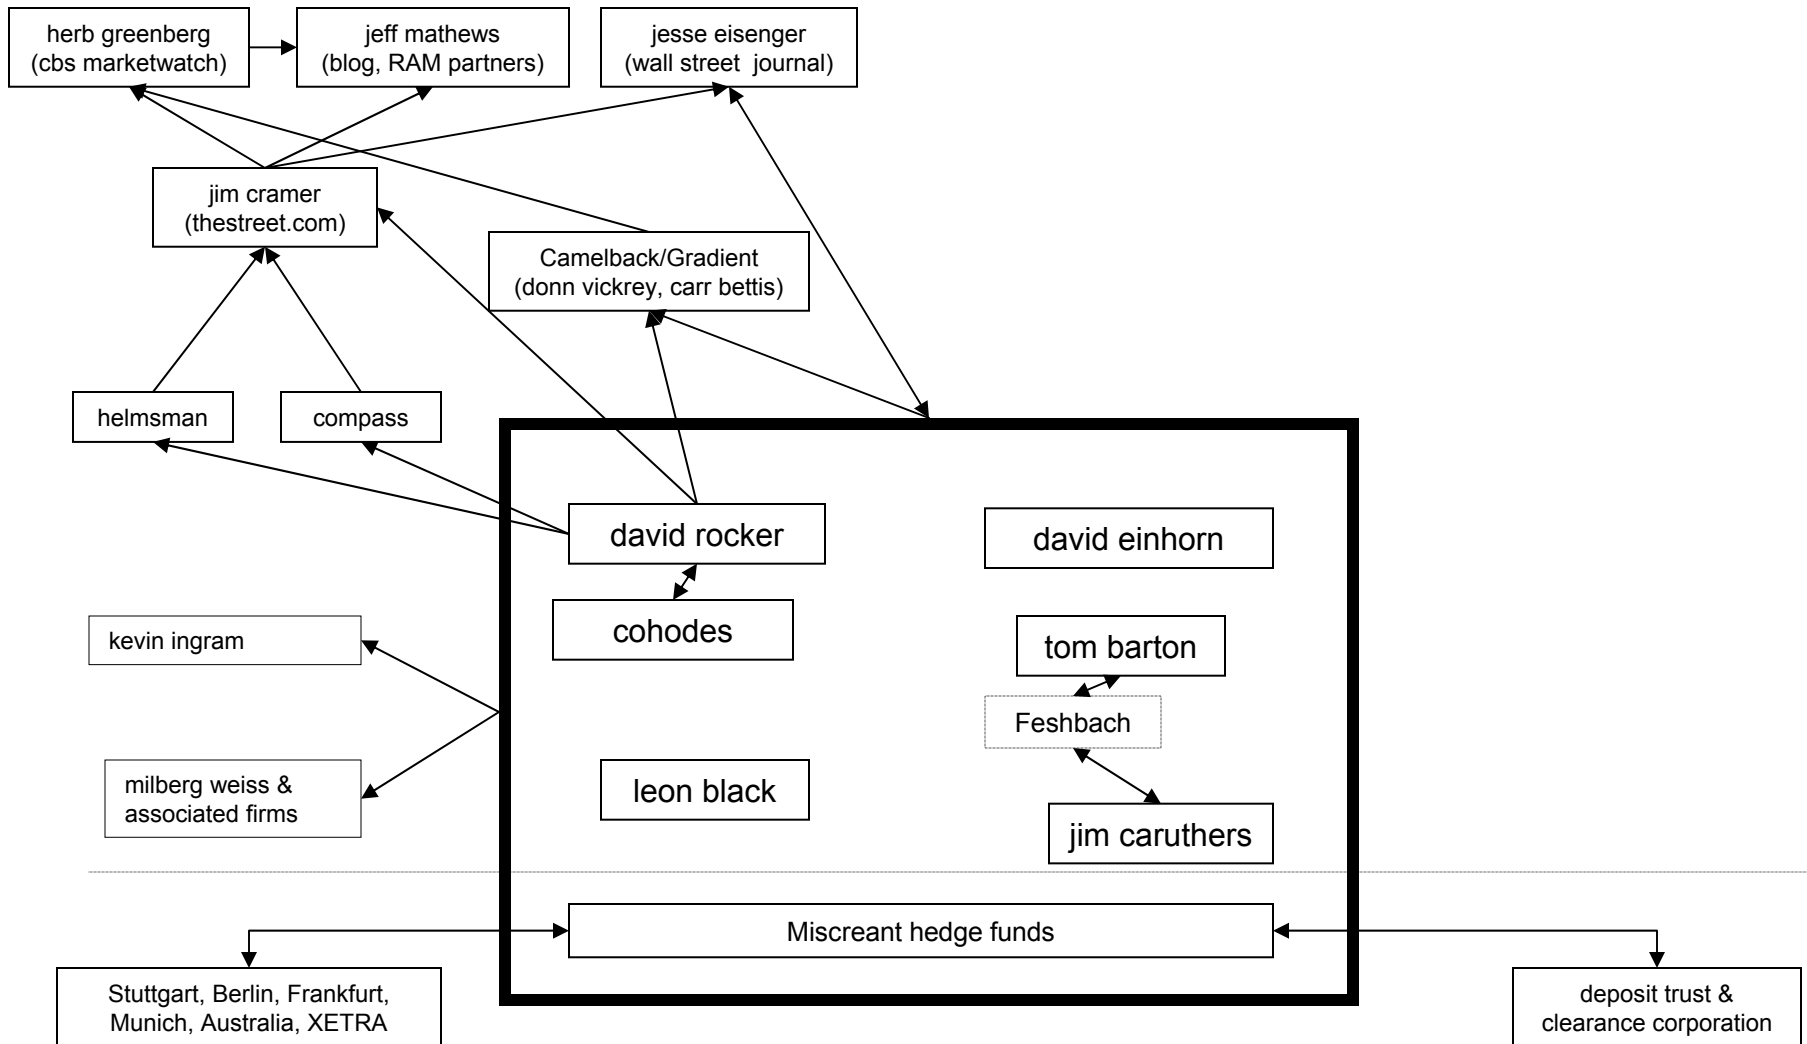 herb greenberg
(cbs marketwatch)
jeff mathews
(blog, RAM partners)
jesse eisenger
(wall street  journal)
jim cramer
(thestreet.com)
Camelback/Gradient
(donn vickrey, carr bettis)
helmsman
compass
david rocker
david einhorn
cohodes
kevin ingram
tom barton
Feshbach
milberg weiss &
associated firms
leon black
jim caruthers
Miscreant hedge funds
Stuttgart, Berlin, Frankfurt,
Munich, Australia, XETRA
deposit trust &
clearance corporation